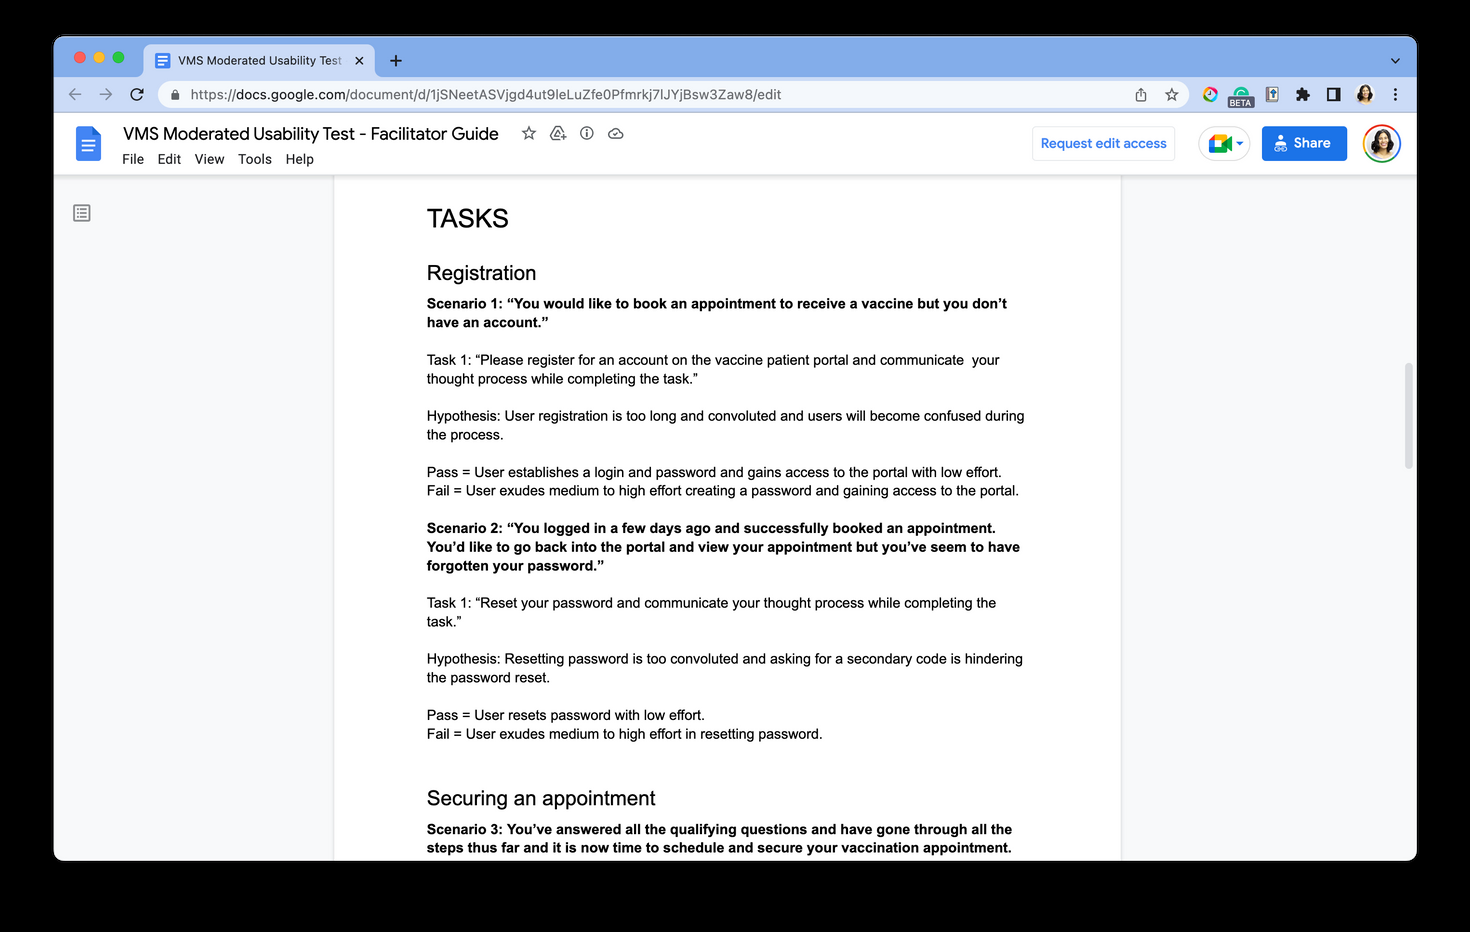 VMS Moderated Usability Test
https://docs.google.com/document/d/1jSNeetASVjgd4ut9leLuZfe0Pfmrkj7lJYjBsw3Zaw8/edit
BETA
VMS Moderated Usability Test - Facilitator Guide
File Edit View Tools Help
Request edit access
Share
TASKS
Registration
Scenario 1: “You would like to book an appointment to receive a vaccine but you don’t
have an account.”
Task 1: “Please register for an account on the vaccine patient portal and communicate  your
thought process while completing the task.”
Hypothesis: User registration is too long and convoluted and users will become confused during
the process.
Pass = User establishes a login and password and gains access to the portal with low effort.
Fail = User exudes medium to high effort creating a password and gaining access to the portal.
Scenario 2: “You logged in a few days ago and successfully booked an appointment.
You’d like to go back into the portal and view your appointment but you’ve seem to have
forgotten your password.”
Task 1: “Reset your password and communicate your thought process while completing the
task.”
Hypothesis: Resetting password is too convoluted and asking for a secondary code is hindering
the password reset.
Pass = User resets password with low effort.
Fail = User exudes medium to high effort in resetting password.
Securing an appointment
Scenario 3: You’ve answered all the qualifying questions and have gone through all the
steps thus far and it is now time to schedule and secure your vaccination appointment.